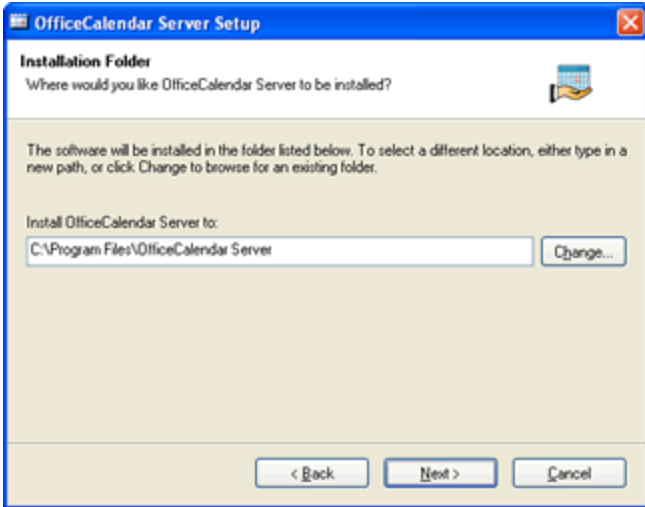 OfficeCalendar Server Setup
Installation Folder
Where would you like OfficeCalendar Server to be installed?
The software will be installed in the folder listed below. To select a different location, either type in a
new path, or click Change to browse for an existing folder.
Install OfficeCalendar Server to:
C:\Program Files\OfficeCalendar Server
Change...
< Back
Next >
Cancel